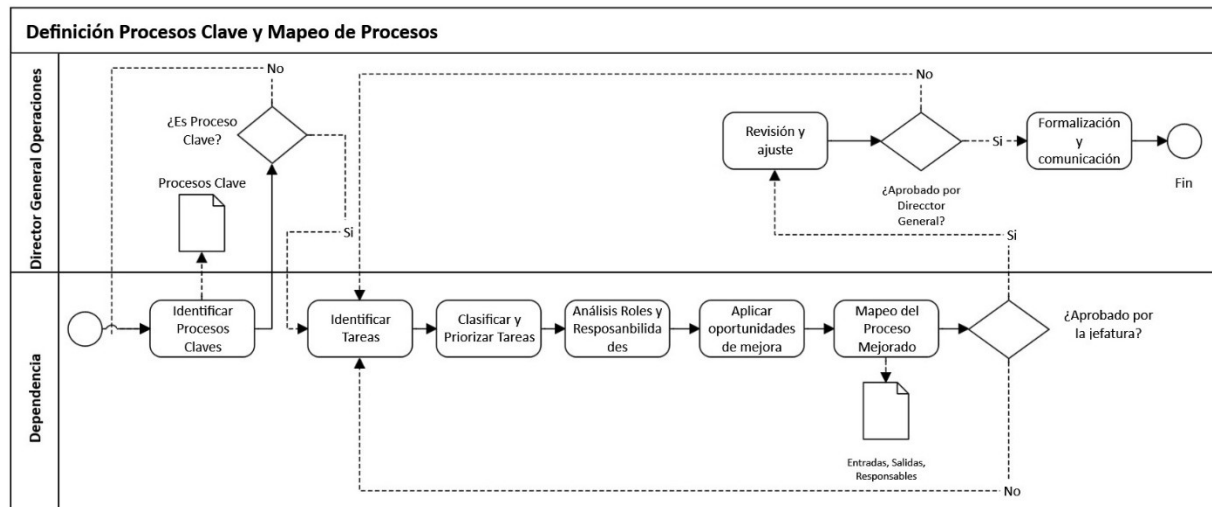 Definición Procesos Clave y Mapeo de Procesos
Director General Operaciones
No
¿Es Proceso
Clave?
Procesos Clave
Si
No
Revisión y
ajuste
Si
¿Aprobado por
Direcctor
General?
Formalización
y
comunicación
Fin
Si
Dependencia
Identificar
Procesos
Claves
Identificar
Tareas
Clasificar y
Priorizar Tareas
Análisis Roles y
Resposanbilida
des
Aplicar
oportunidades
de mejora
Mapeo del
Proceso
Mejorado
¿Aprobado por
la jefatura?
Entradas, Salidas,
Responsables
No